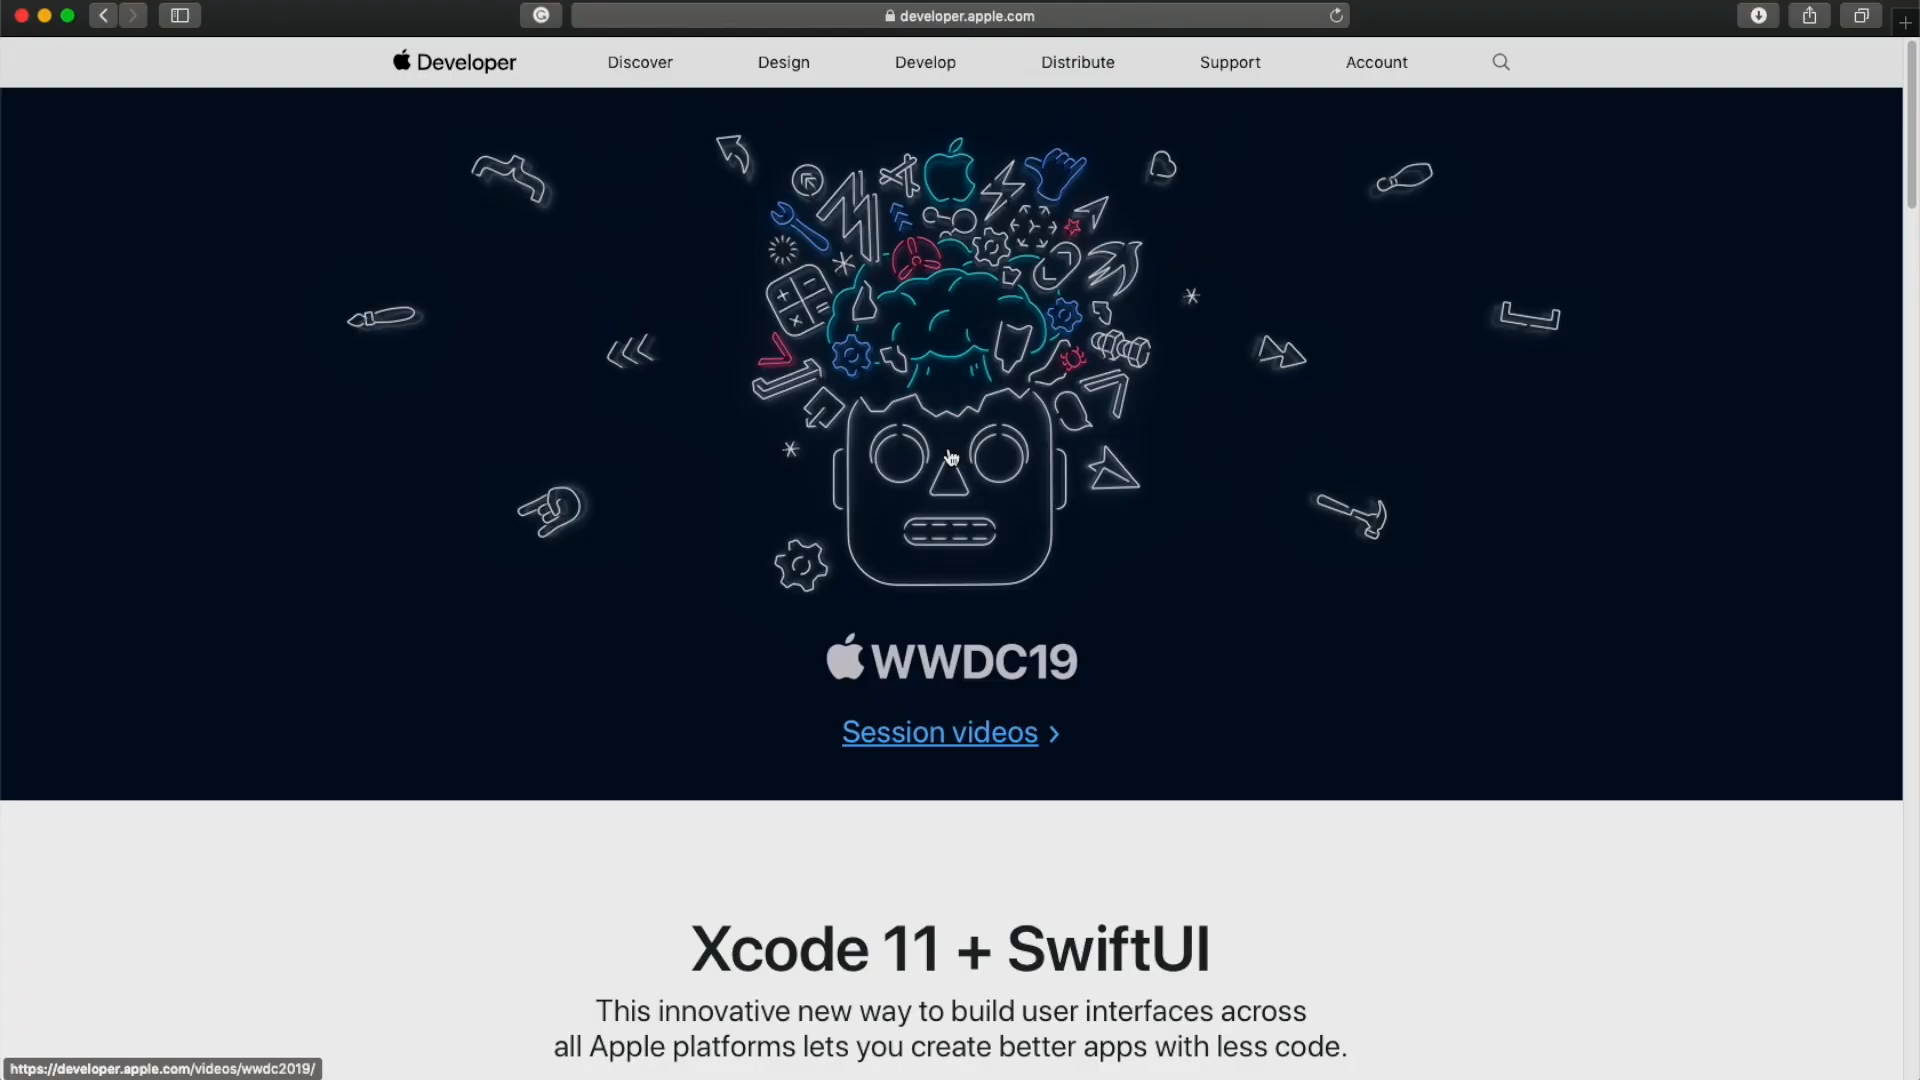 developer.apple.com
Developer
Discover
Design
Develop
Distribute
Support
Account
WWDC19
Session videos >
Xcode 11 + SwiftUI
This innovative new way to build user interfaces across
all Apple platforms lets you create better apps with less code.
https://developer.apple.com/videos/wwdc2019/